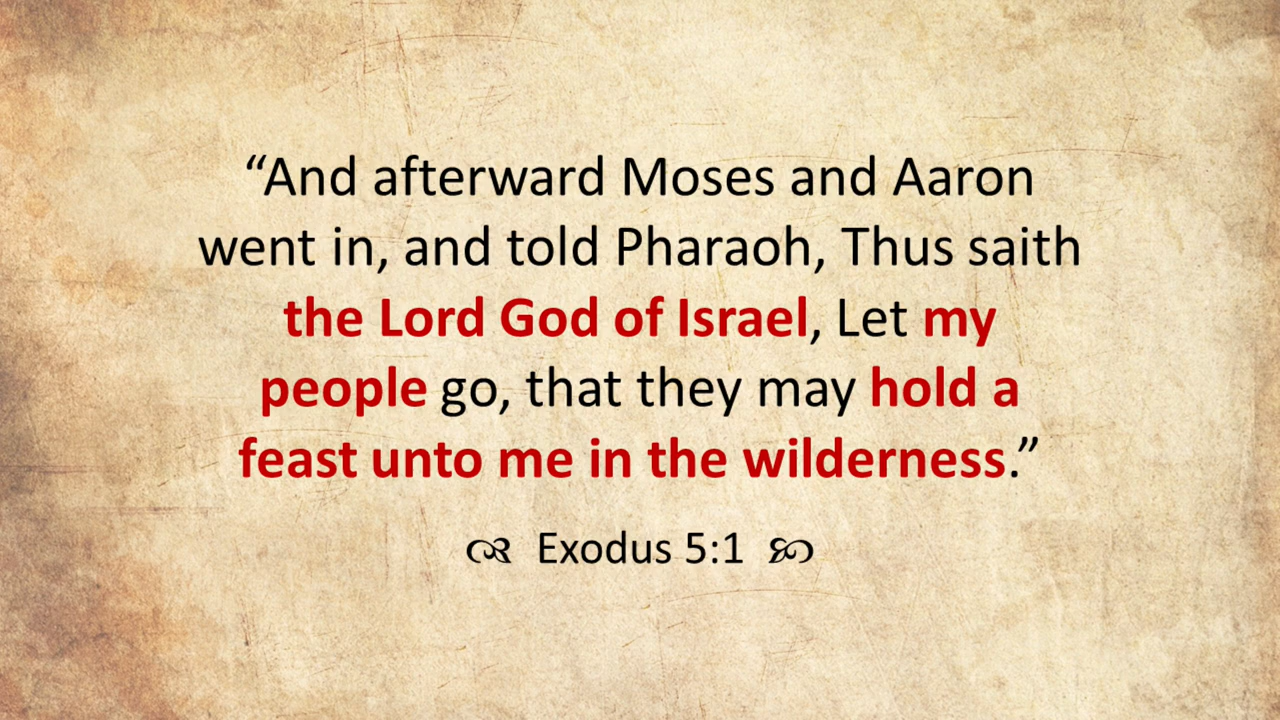 “And afterward Moses and Aaron
went in, and told Pharaoh, Thus saith
the Lord God of Israel, Let my
people go, that they may hold a
feast unto me in the wilderness.”
Exodus 5:1